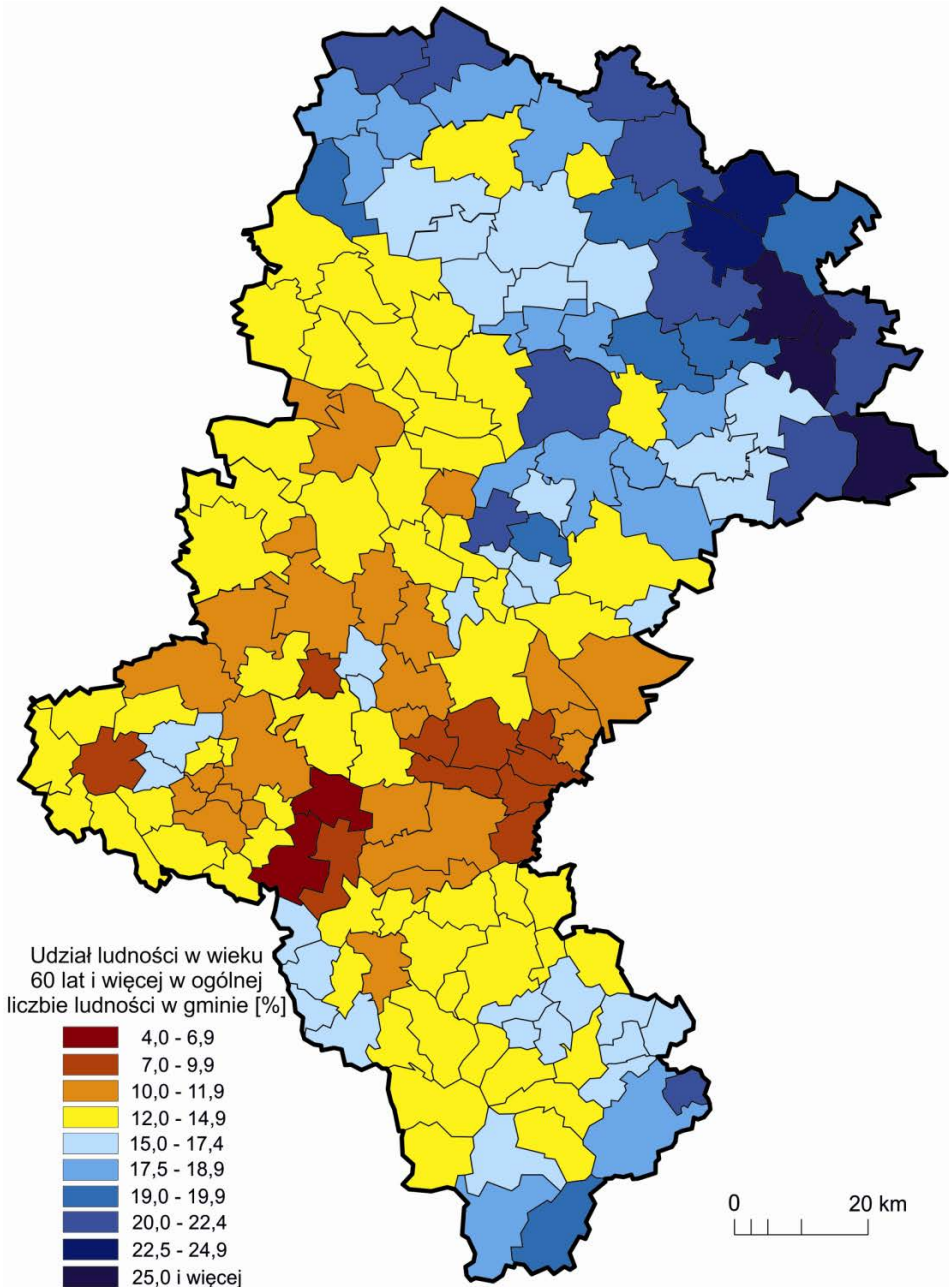 Udział ludności w wieku
60 lat i więcej w ogólnej
liczbie ludności w gminie [%]
4,0 - 6,9
7,0 - 9,9
10,0 - 11,9
12,0 - 14,9
15,0 - 17,4
17,5 - 18,9
19,0 - 19,9
20,0 - 22,4
22,5 - 24,9
25,0 i więcej
0 20 km